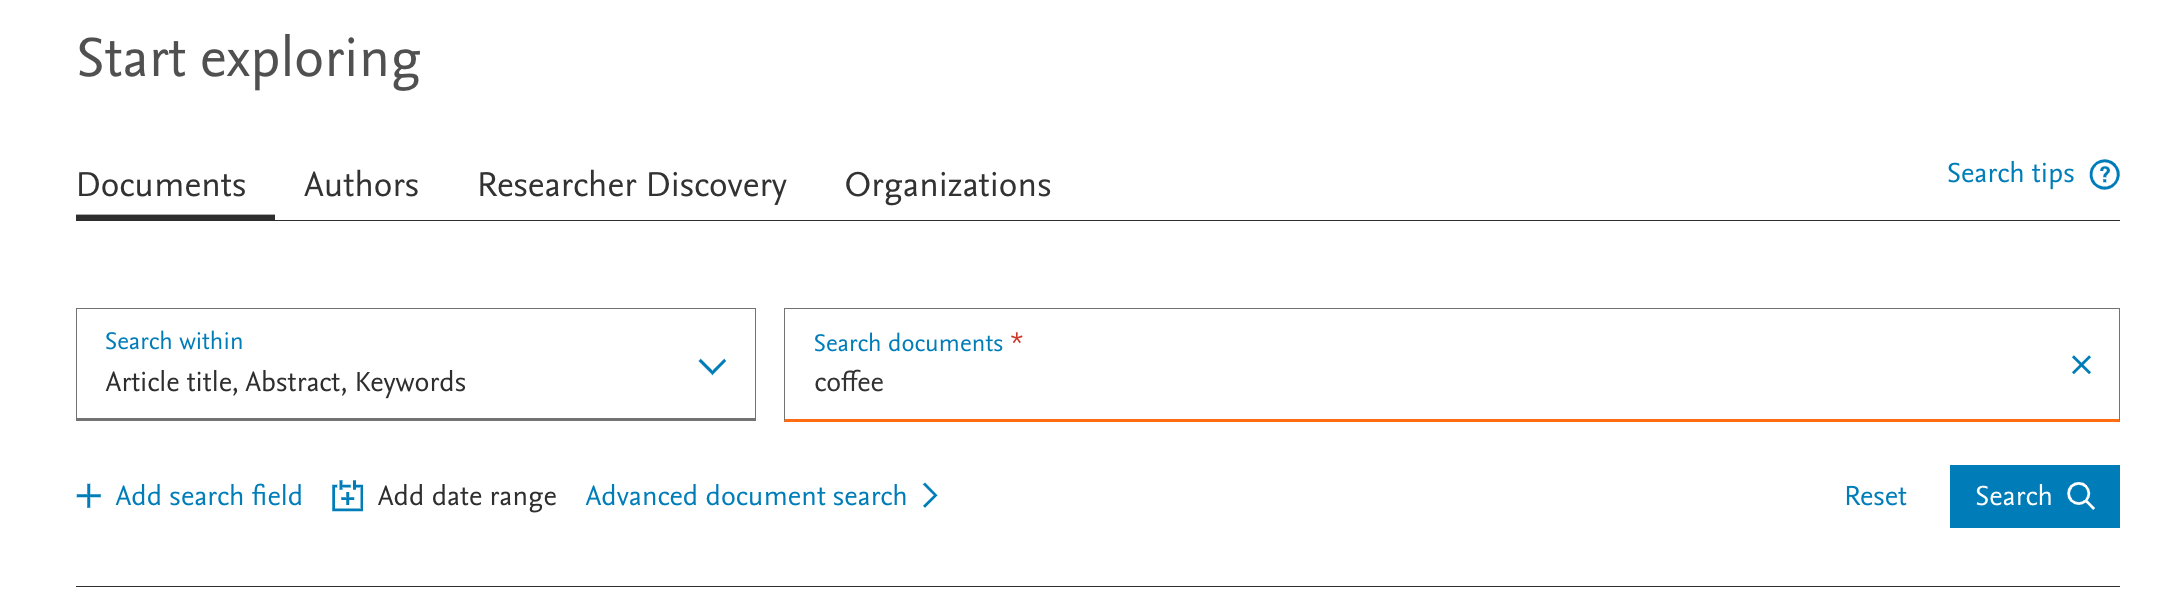 Start exploring
Documents Authors Researcher Discovery Organizations Search tips ?
Search within
Article title, Abstract, Keywords
Search documents *
coffee
Add search field Add date range Advanced document search Reset Search